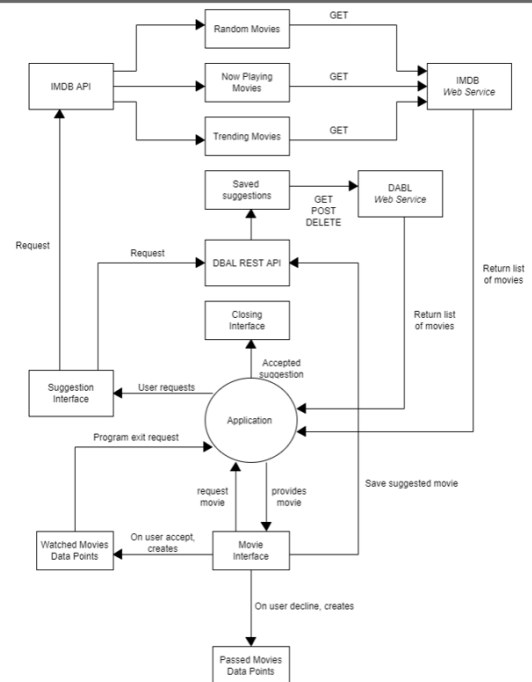 Random Movies
GET
IMDB API
Now Playing
Movies
GET
IMDB
Web Service
Trending Movies
GET
Saved
suggestions
GET
POST
DELETE
DABL
Web Service
Request
Request
DBAL REST API
Return list
of movies
Return list
of movies
Closing
Interface
Accepted
suggestion
Suggestion
Interface
User requests
Application
Program exit request
request
movie
provides
movie
Save suggested movie
Watched Movies
Data Points
On user accept,
creates
Movie
Interface
On user decline, creates
Passed Movies
Data Points